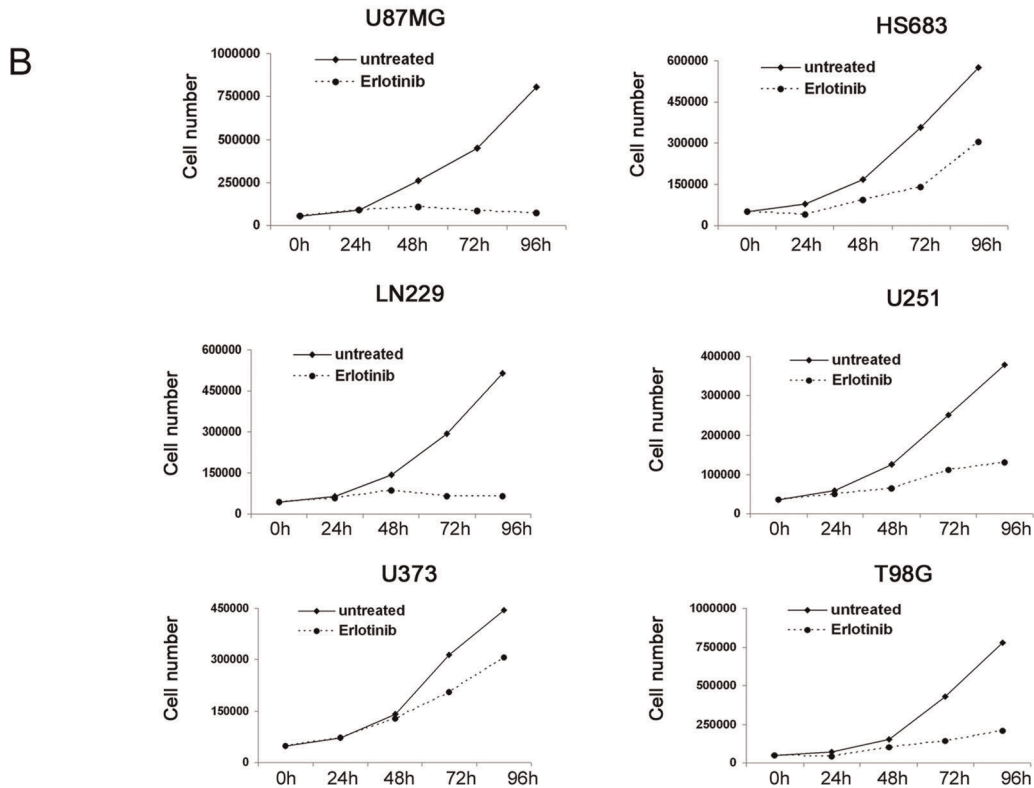 B
U87MG
1000000
750000
500000
250000
0
Cell number
untreated
Erlotinib
0h 24h 48h 72h 96h
HS683
600000
450000
300000
150000
0
Cell number
untreated
Erlotinib
0h 24h 48h 72h 96h
LN229
600000
450000
300000
150000
0
Cell number
untreated
Erlotinib
0h 24h 48h 72h 96h
U251
400000
300000
200000
100000
0
Cell number
untreated
Erlotinib
0h 24h 48h 72h 96h
U373
450000
300000
150000
0
Cell number
untreated
Erlotinib
0h 24h 48h 72h 96h
T98G
1000000
750000
500000
250000
0
Cell number
untreated
Erlotinib
0h 24h 48h 72h 96h